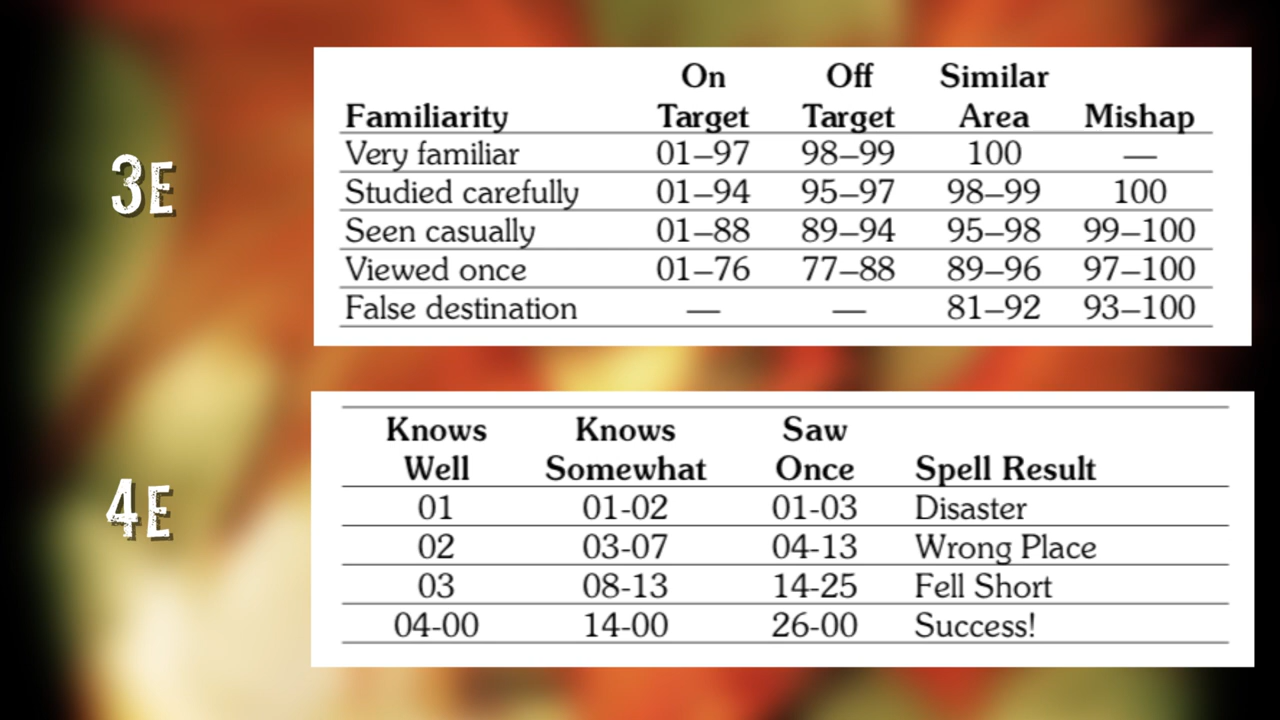 3E
On Off Similar
Familiarity Target Target Area Mishap
Very familiar 01–97 98–99 100 —
Studied carefully 01–94 95–97 98–99 100
Seen casually 01–88 89–94 95–98 99–100
Viewed once 01–76 77–88 89–96 97–100
False destination — — 81–92 93–100
4E
Knows Knows Saw
Well Somewhat Once Spell Result
01 01-02 01-03 Disaster
02 03-07 04-13 Wrong Place
03 08-13 14-25 Fell Short
04-00 14-00 26-00 Success!